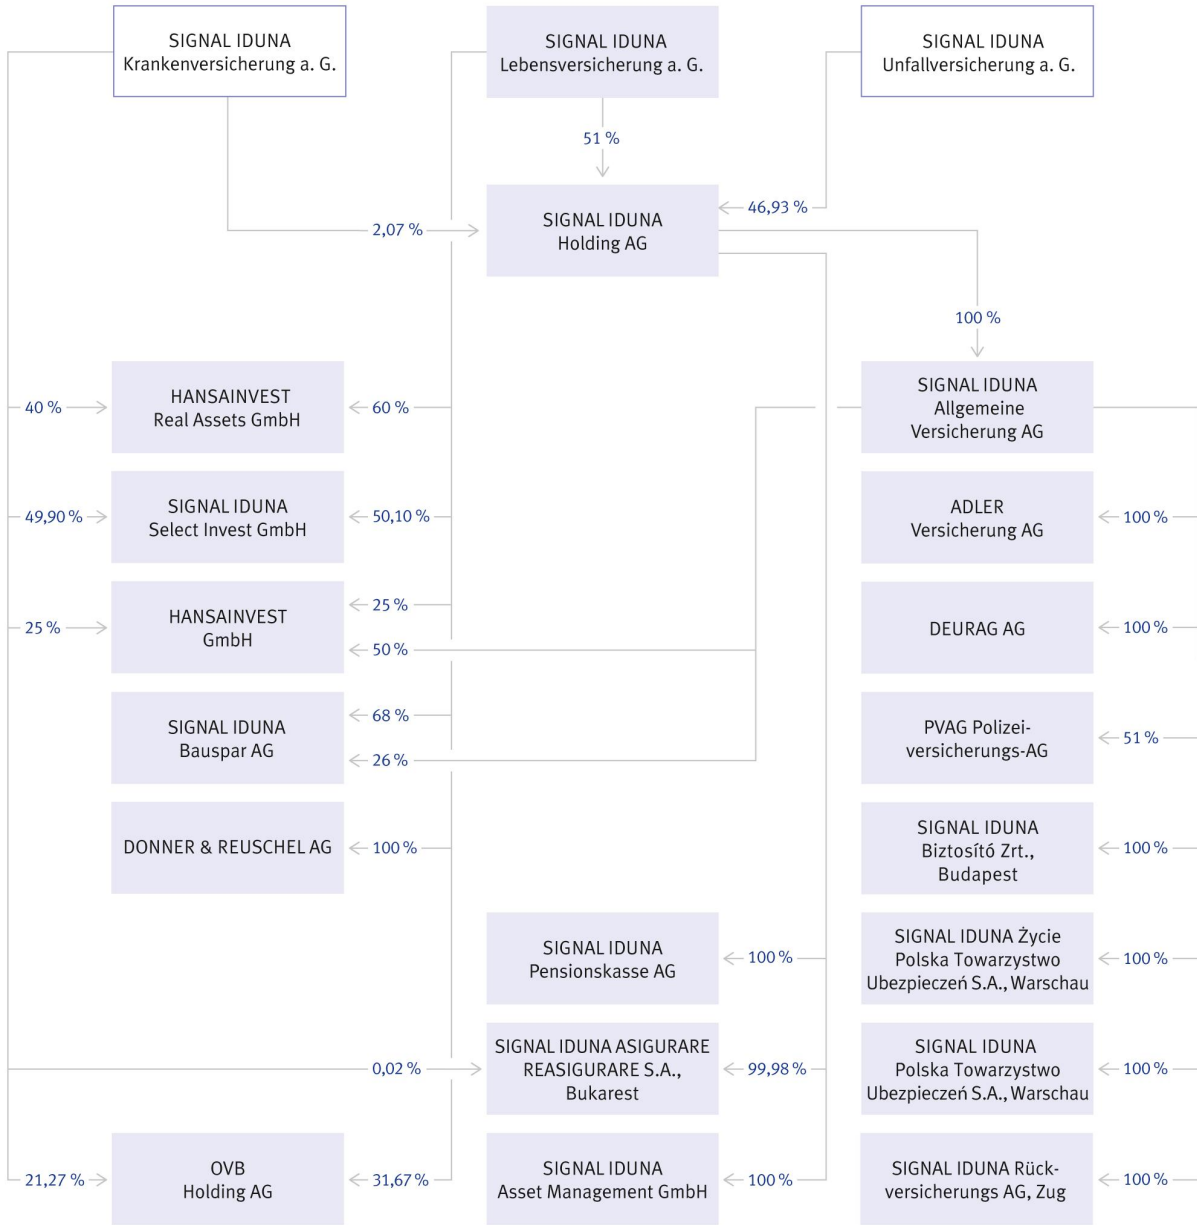 SIGNAL IDUNA
Krankenversicherung a. G.
SIGNAL IDUNA
Lebensversicherung a. G.
SIGNAL IDUNA
Unfallversicherung a. G.
51 %
46,93 %
2,07 %
SIGNAL IDUNA
Holding AG
100 %
40 %
HANSAINVEST
Real Assets GmbH
60 %
SIGNAL IDUNA
Allgemeine
Versicherung AG
49,90 %
SIGNAL IDUNA
Select Invest GmbH
50,10 %
ADLER
Versicherung AG
100 %
25 %
HANSAINVEST
GmbH
25 %
50 %
DEURAG AG
100 %
SIGNAL IDUNA
Bauspar AG
68 %
26 %
PVAG Polizei-
versicherungs-AG
51 %
DONNER & REUSCHEL AG
100 %
SIGNAL IDUNA
Biztosító Zrt.,
Budapest
100 %
SIGNAL IDUNA
Pensionskasse AG
100 %
SIGNAL IDUNA Życie
Polska Towarzystwo
Ubezpieczeń S.A., Warschau
100 %
0,02 %
SIGNAL IDUNA ASIGURARE
REASIGURARE S.A.,
Bukarest
99,98 %
SIGNAL IDUNA
Polska Towarzystwo
Ubezpieczeń S.A., Warschau
100 %
21,27 %
OVB
Holding AG
31,67 %
SIGNAL IDUNA
Asset Management GmbH
100 %
SIGNAL IDUNA Rück-
versicherungs AG, Zug
100 %